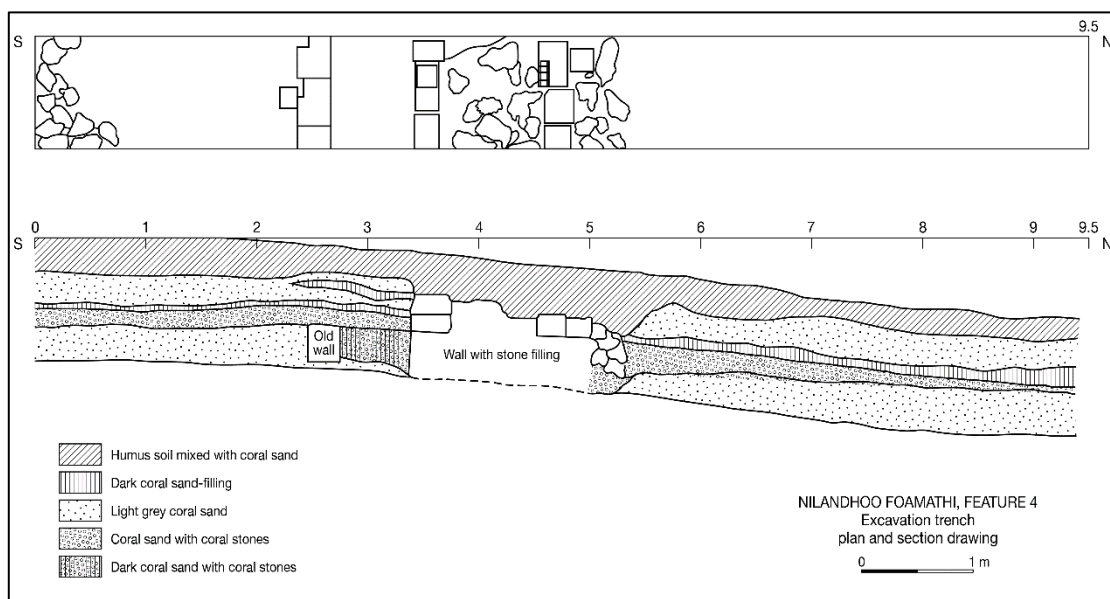 9.5
S N
0 1 2 3 4 5 6 7 8 9 9.5
S N
Old
wall
Wall with stone filling
Humus soil mixed with coral sand
Dark coral sand-filling
Light grey coral sand
Coral sand with coral stones
Dark coral sand with coral stones
NILANDHOO FOAMATHI, FEATURE 4
Excavation trench
plan and section drawing
0 1 m